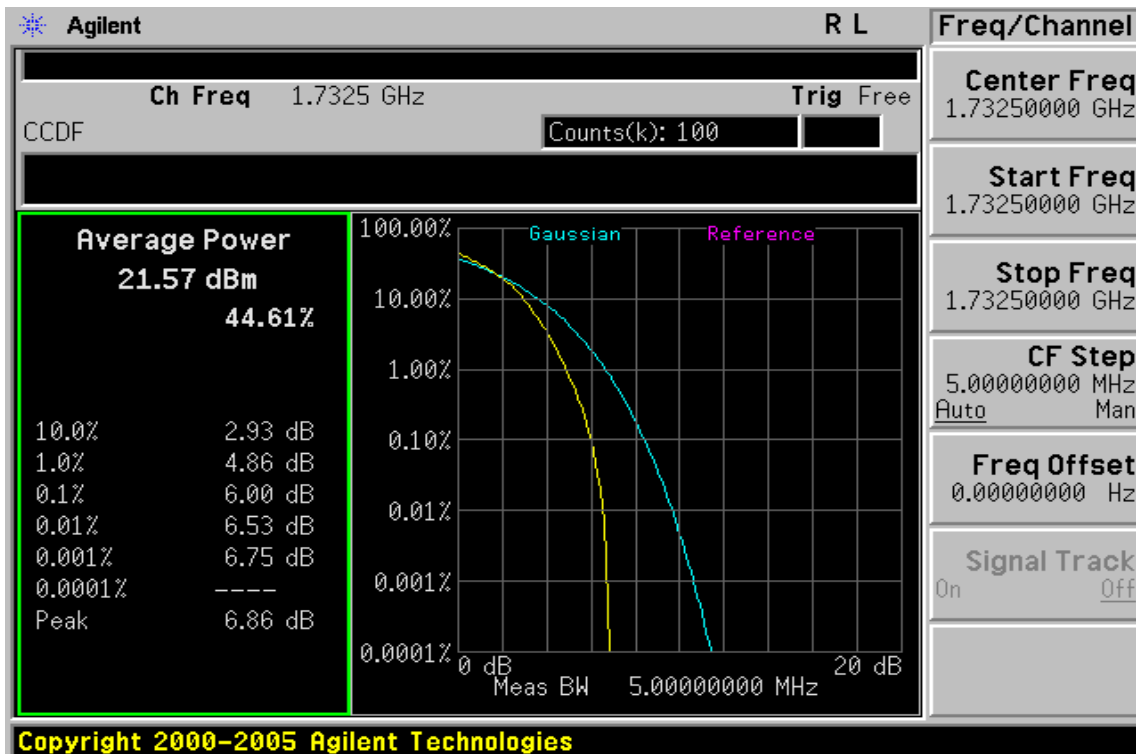 Agilent R L
Ch Freq 1.7325 GHz Trig Free
CCDF Counts(k): 100
Average Power
21.57 dBm
44.61%
10.0% 2.93 dB
1.0% 4.86 dB
0.1% 6.00 dB
0.01% 6.53 dB
0.001% 6.75 dB
0.0001% ----
Peak 6.86 dB
Gaussian Reference
100.00%
10.00%
1.00%
0.10%
0.01%
0.001%
0.0001%
0 dB 20 dB
Meas BW 5.00000000 MHz
Freq/Channel
Center Freq
1.73250000 GHz
Start Freq
1.73250000 GHz
Stop Freq
1.73250000 GHz
CF Step
5.00000000 MHz
Auto Man
Freq Offset
0.00000000 Hz
Signal Track
On Off
Copyright 2000-2005 Agilent Technologies